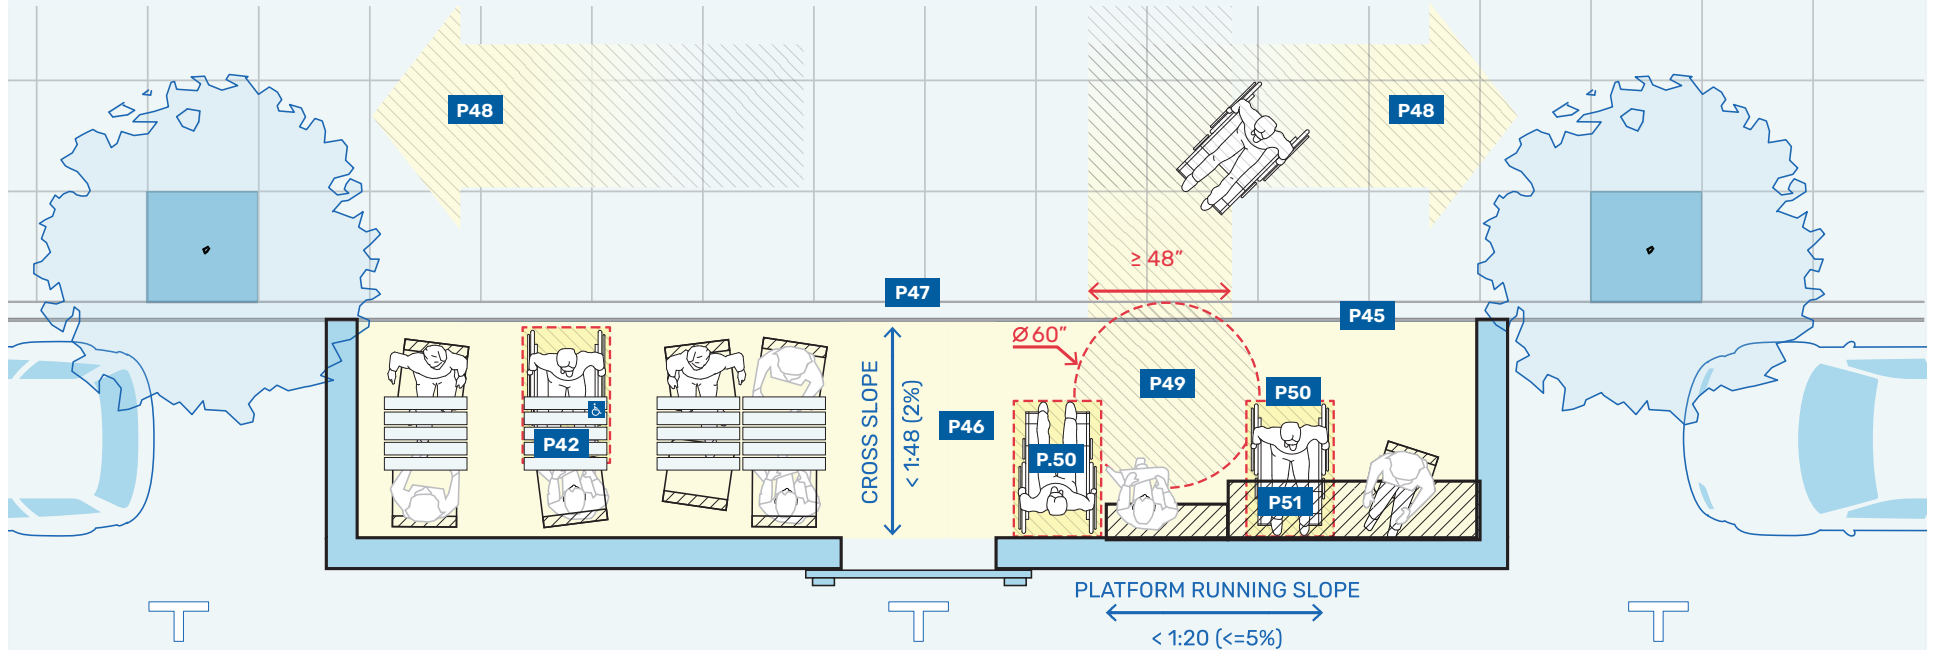 P48
P48
≥ 48”
P47
P45
Ø 60”
P49
P50
CROSS SLOPE
< 1:48 (2%)
P46
P42
P.50
P51
PLATFORM RUNNING SLOPE
< 1:20 (<=5%)
T
T
T